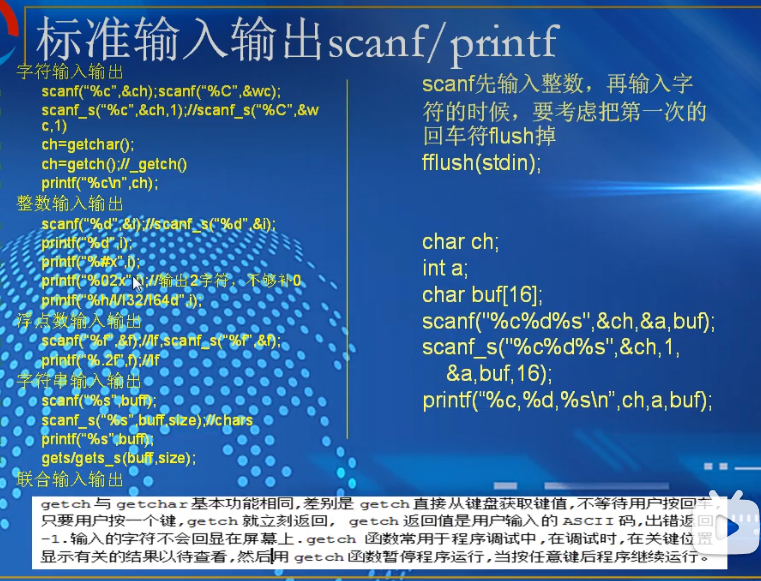 标准输入输出scanf/printf
字符输入输出
scanf(“%c”,&ch);scanf(“%C”,&wc);
scanf_s(“%c”,&ch,1);//scanf_s(“%C”,&w
c,1)
ch=getchar();
ch=getch();//_getch()
printf(“%c\n”,ch);
整数输入输出
scanf(“%d”,&i);//scanf_s(“%d”,&i);
printf(“%d”,i);
printf(“%#x”,i);
printf(“%02x”,i);//输出2字符，不够补0
printf(“%h/l/I32/I64d”,i);
浮点数输入输出
scanf(“%f”,&f);//lf,scanf_s(“%f”,&f);
printf(“%.2f”,f);//lf
字符串输入输出
scanf(“%s”,buff);
scanf_s(“%s”,buff,size);//chars
printf(“%s”,buff);
gets/gets_s(buff,size);
联合输入输出
scanf先输入整数，再输入字
符的时候，要考虑把第一次的
回车符flush掉
fflush(stdin);
char ch;
int a;
char buf[16];
scanf("%c%d%s",&ch,&a,buf);
scanf_s("%c%d%s",&ch,1,
&a,buf,16);
printf(“%c,%d,%s\n”,ch,a,buf);
getch与getchar基本功能相同,差别是getch直接从键盘获取键值,不等待用户按回车,
只要用户按一个键,getch就立刻返回, getch返回值是用户输入的ASCII码,出错返回
-1.输入的字符不会回显在屏幕上.getch 函数常用于程序调试中,在调试时,在关键位置
显示有关的结果以待查看,然后用getch函数暂停程序运行,当按任意键后程序继续运行。